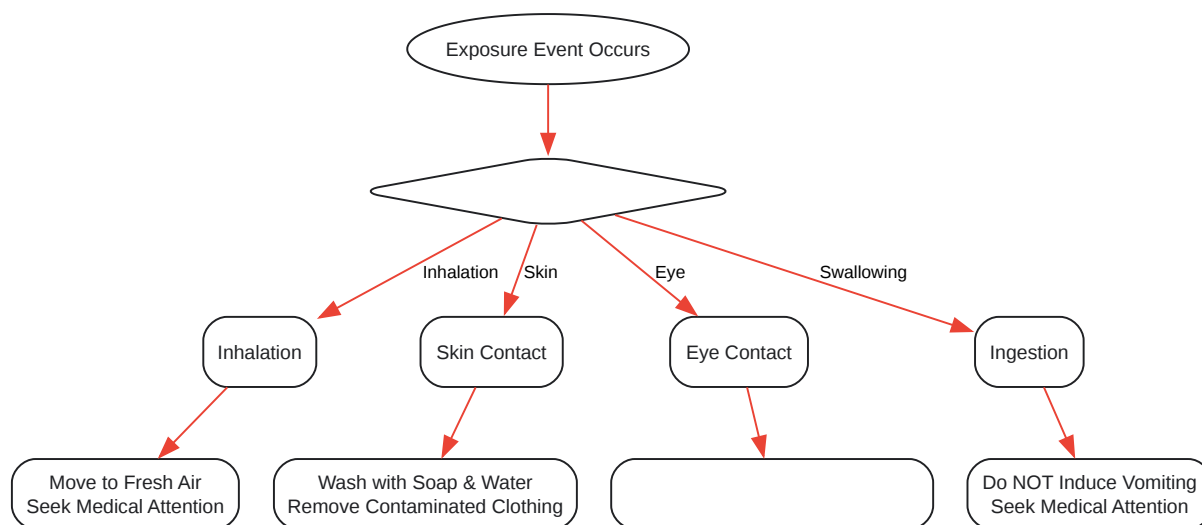 Exposure Event Occurs
Inhalation
Skin
Eye
Swallowing
Inhalation
Skin Contact
Eye Contact
Ingestion
Move to Fresh Air
Seek Medical Attention
Wash with Soap & Water
Remove Contaminated Clothing
Do NOT Induce Vomiting
Seek Medical Attention